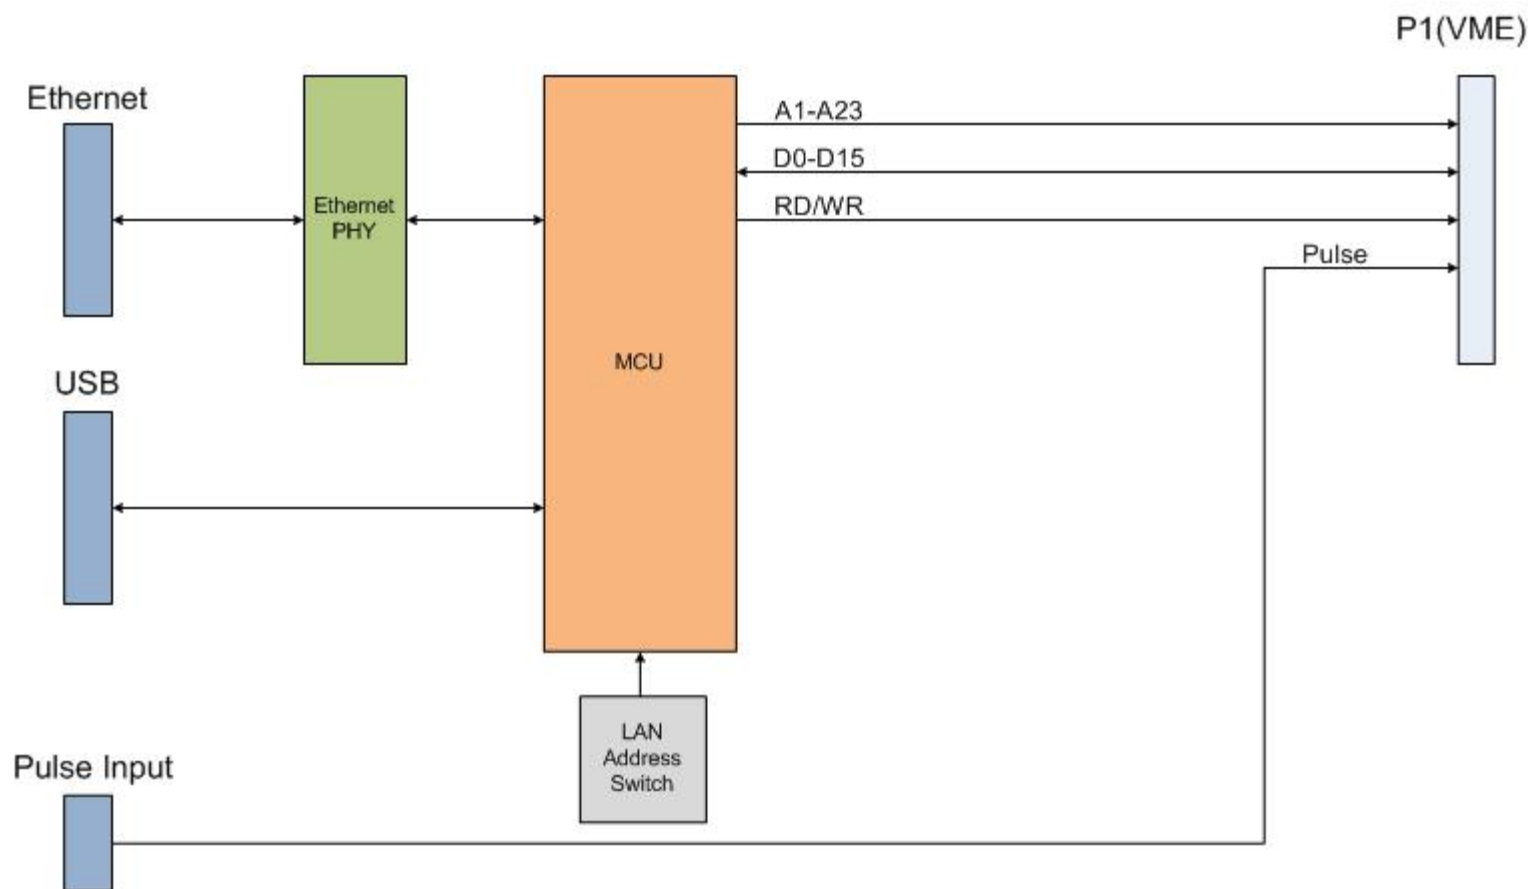 P1(VME)
Ethernet
A1-A23
D0-D15
Ethernet
PHY
RD/WR
Pulse
MCU
USB
LAN
Address
Switch
Pulse Input